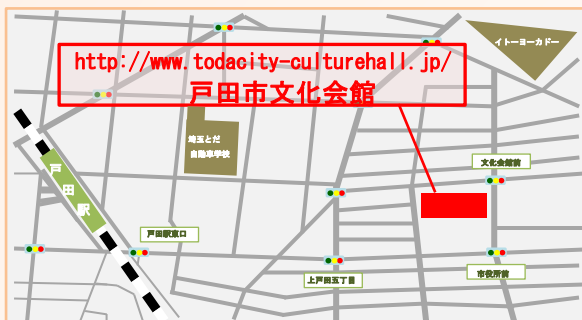 イトーヨーカドー
http://www.todacity-culturehall.jp/
戸田市文化会館
埼玉とだ
自動車学校
文化会館前
戸田駅
戸田駅東口
上戸田五丁目
市役所前